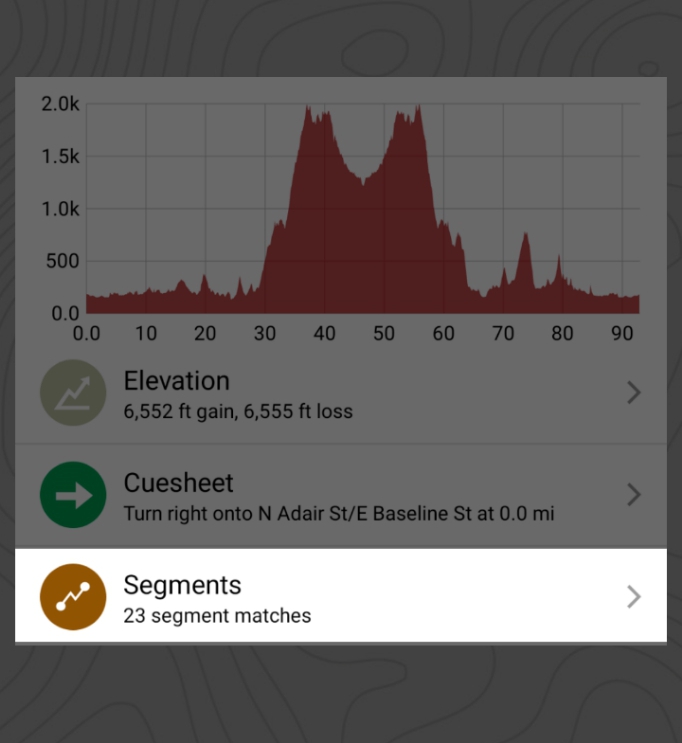 2.0k
1.5k
1.0k
500
0.0
0.0 10 20 30 40 50 60 70 80 90
Elevation
6,552 ft gain, 6,555 ft loss
Cuesheet
Turn right onto N Adair St/E Baseline St at 0.0 mi
Segments
23 segment matches